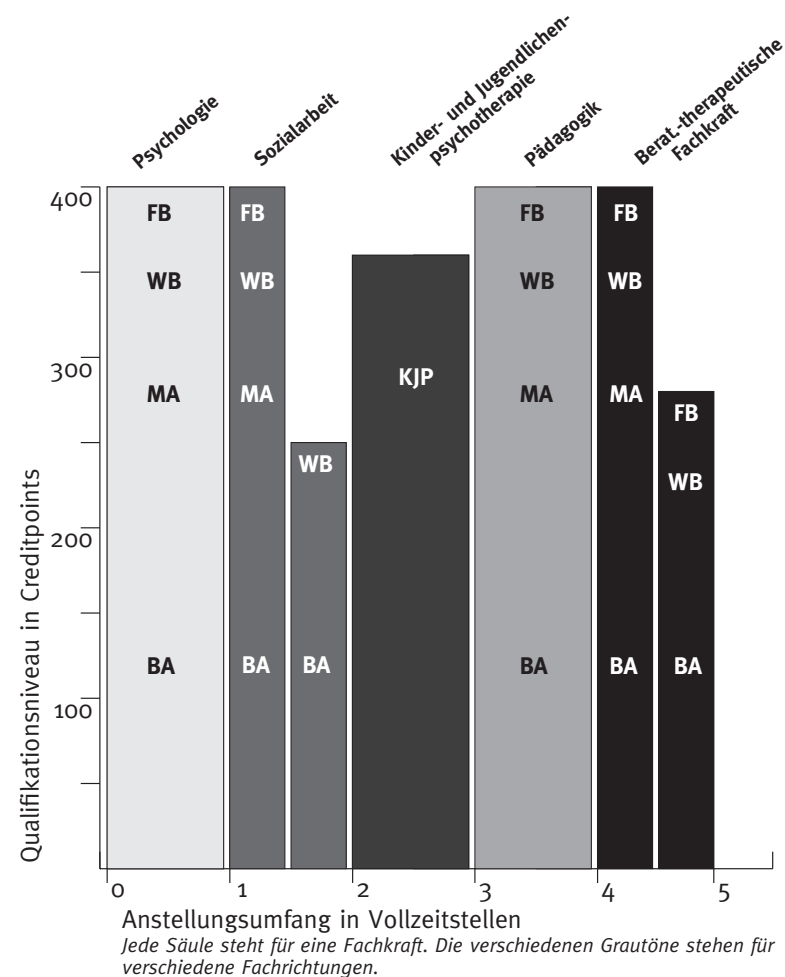 Psychologie
Sozialarbeit
Kinder- und Jugendlichen-
psychotherapie
Pädagogik
Berat.-therapeutische
Fachkraft
Qualifikationsniveau in Creditpoints
400
300
200
100
FB
WB
MA
BA
FB
WB
MA
BA
WB
BA
KJP
FB
WB
MA
BA
FB
WB
MA
BA
FB
WB
BA
0 1 2 3 4 5
Anstellungsumfang in Vollzeitstellen
Jede Säule steht für eine Fachkraft. Die verschiedenen Grautöne stehen für
verschiedene Fachrichtungen.